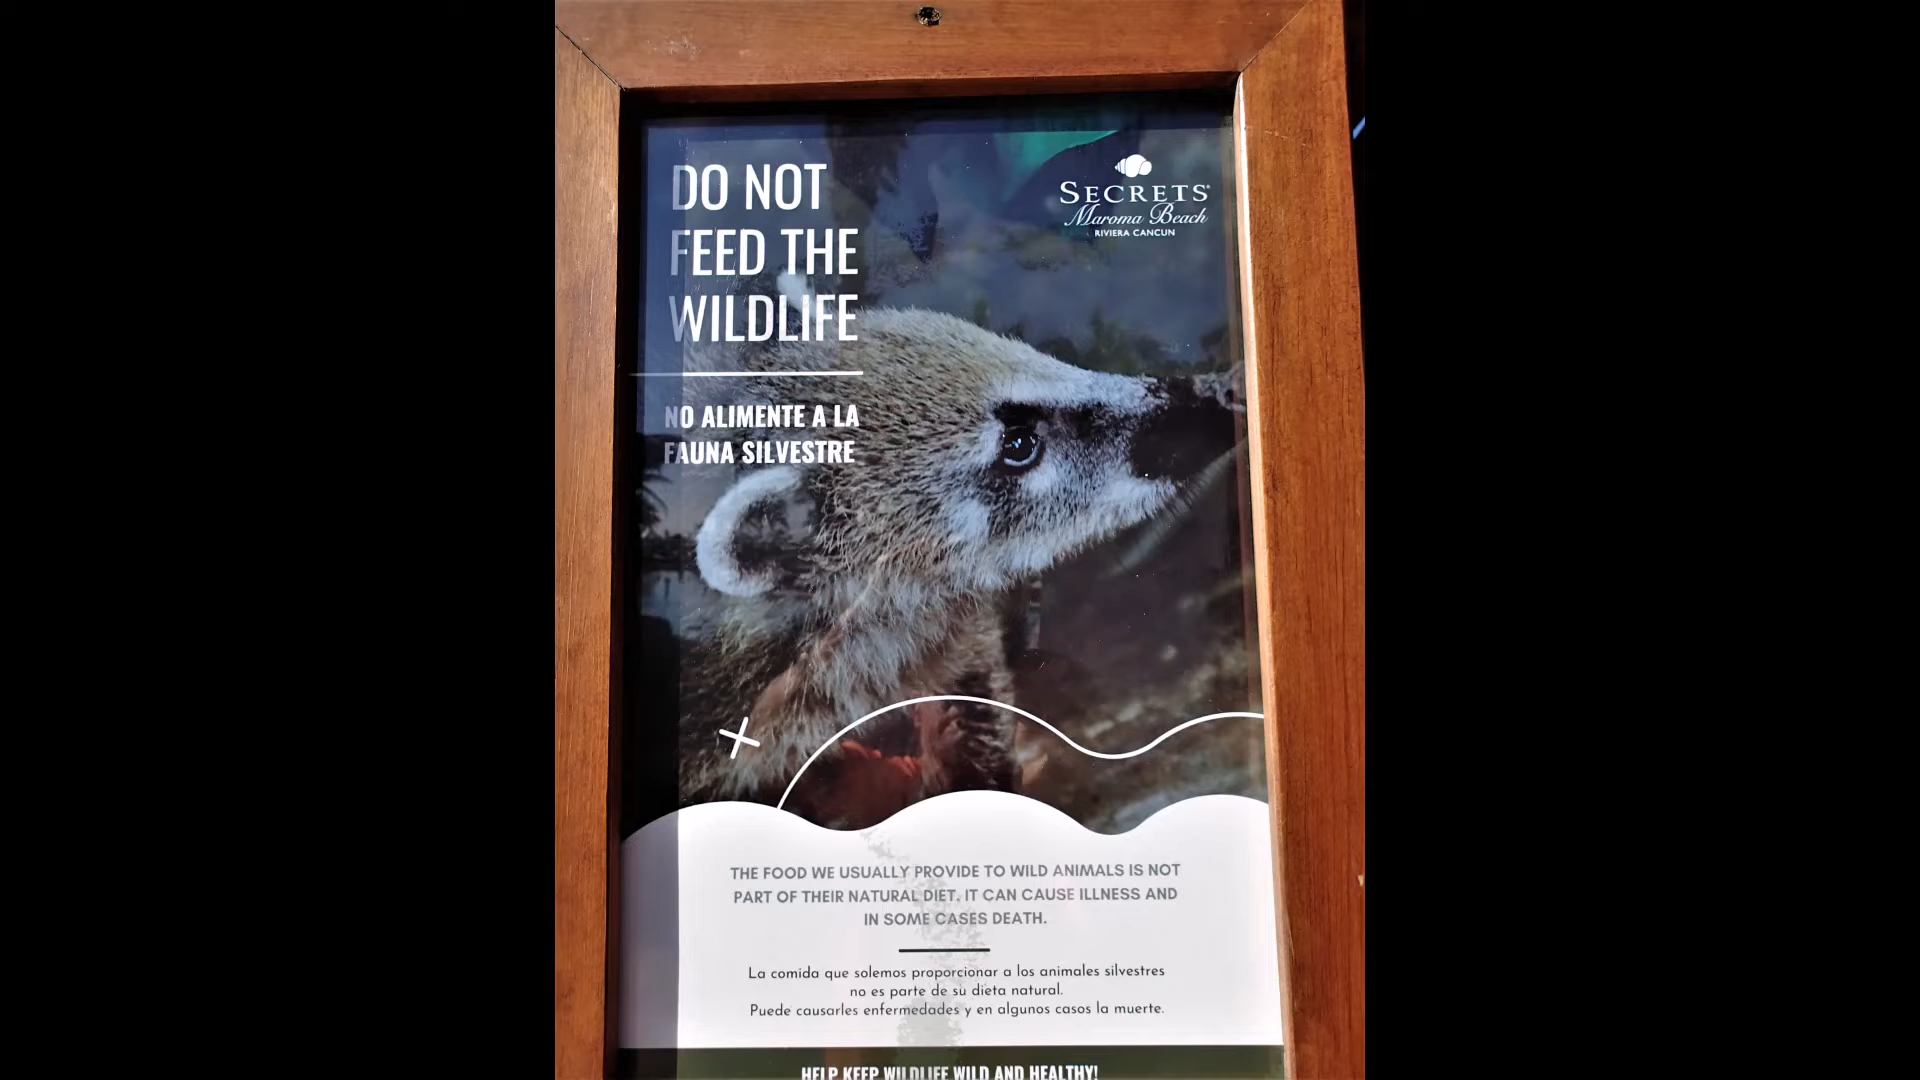 DO NOT
FEED THE
WILDLIFE
SECRETS®
Maroma Beach
RIVIERA CANCUN
NO ALIMENTE A LA
FAUNA SILVESTRE
THE FOOD WE USUALLY PROVIDE TO WILD ANIMALS IS NOT
PART OF THEIR NATURAL DIET. IT CAN CAUSE ILLNESS AND
IN SOME CASES DEATH.
La comida que solemos proporcionar a los animales silvestres
no es parte de su dieta natural.
Puede causarles enfermedades y en algunos casos la muerte.
HELP KEEP WILDLIFE WILD AND HEALTHY!